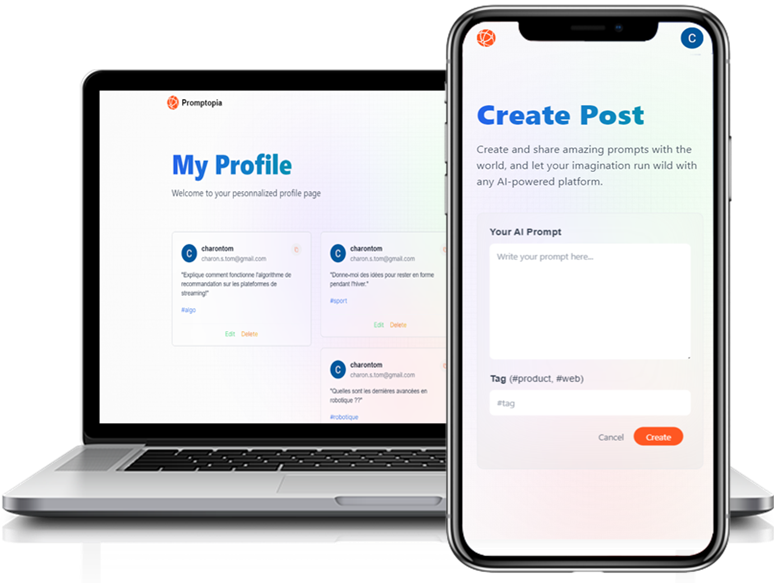 Promptopia
My Profile
Welcome to your pesonnalized profile page
C
charontom
charon.s.tom@gmail.com
"Explique comment fonctionne l'algorithme de
recommandation sur les plateformes de
streaming!"
#algo
Edit Delete
C
charontom
charon.s.tom@gmail.com
"Donne-moi des idées pour rester en forme
pendant l'hiver."
#sport
Edit Delete
C
charontom
charon.s.tom@gmail.com
"Quelles sont les dernières avancées en
robotique ??"
#robotique
C
Create Post
Create and share amazing prompts with the
world, and let your imagination run wild with
any AI-powered platform.
Your AI Prompt
Write your prompt here...
Tag (#product, #web)
#tag
Cancel Create